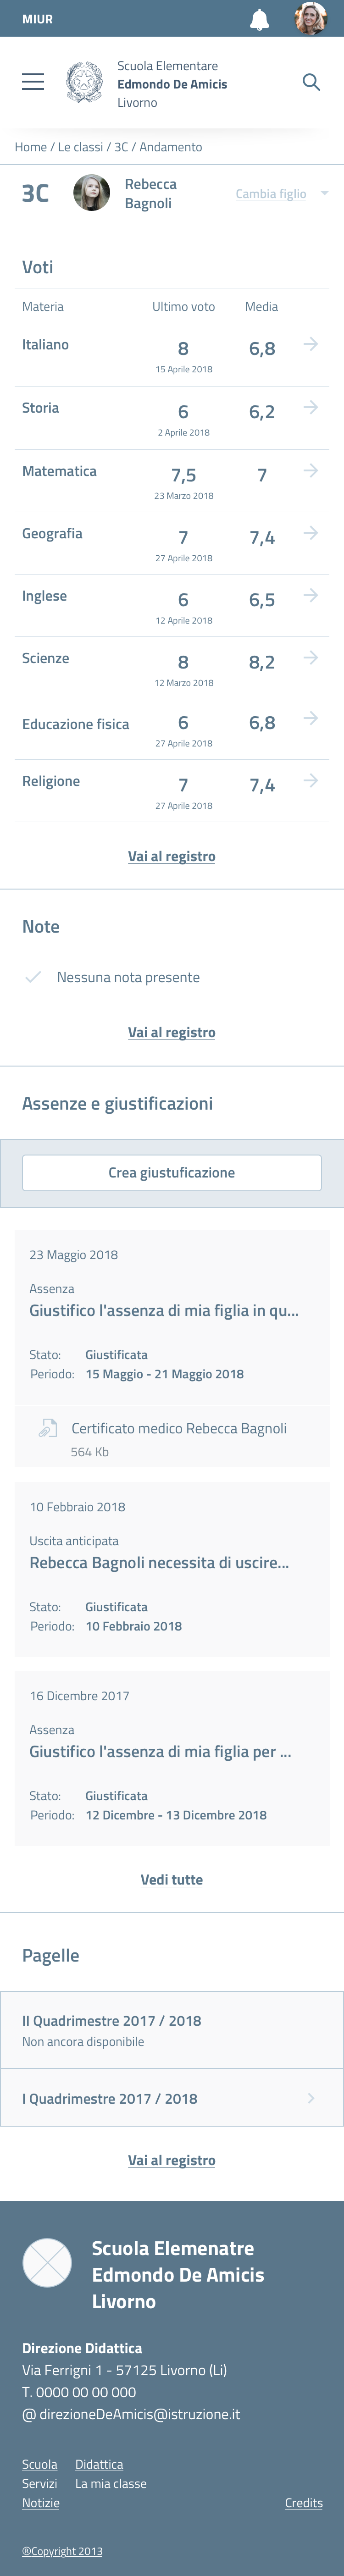 MIUR
Scuola Elementare
Edmondo De Amicis
Livorno
Home / Le classi / 3C / Andamento
3C
Rebecca
Bagnoli
Cambia figlio
Voti
Materia Ultimo voto Media
Italiano 8 6,8
15 Aprile 2018
Storia 6 6,2
2 Aprile 2018
Matematica 7,5 7
23 Marzo 2018
Geografia 7 7,4
27 Aprile 2018
Inglese 6 6,5
12 Aprile 2018
Scienze 8 8,2
12 Marzo 2018
Educazione fisica 6 6,8
27 Aprile 2018
Religione 7 7,4
27 Aprile 2018
Vai al registro
Note
Nessuna nota presente
Vai al registro
Assenze e giustificazioni
Crea giustuficazione
23 Maggio 2018
Assenza
Giustifico l'assenza di mia figlia in qu...
Stato: Giustificata
Periodo: 15 Maggio - 21 Maggio 2018
Certificato medico Rebecca Bagnoli
564 Kb
10 Febbraio 2018
Uscita anticipata
Rebecca Bagnoli necessita di uscire...
Stato: Giustificata
Periodo: 10 Febbraio 2018
16 Dicembre 2017
Assenza
Giustifico l'assenza di mia figlia per ...
Stato: Giustificata
Periodo: 12 Dicembre - 13 Dicembre 2018
Vedi tutte
Pagelle
II Quadrimestre 2017 / 2018
Non ancora disponibile
I Quadrimestre 2017 / 2018
Vai al registro
Scuola Elemenatre
Edmondo De Amicis
Livorno
Direzione Didattica
Via Ferrigni 1 - 57125 Livorno (Li)
T. 0000 00 00 000
@ direzioneDeAmicis@istruzione.it
Scuola Didattica
Servizi La mia classe
Notizie Credits
®Copyright 2013